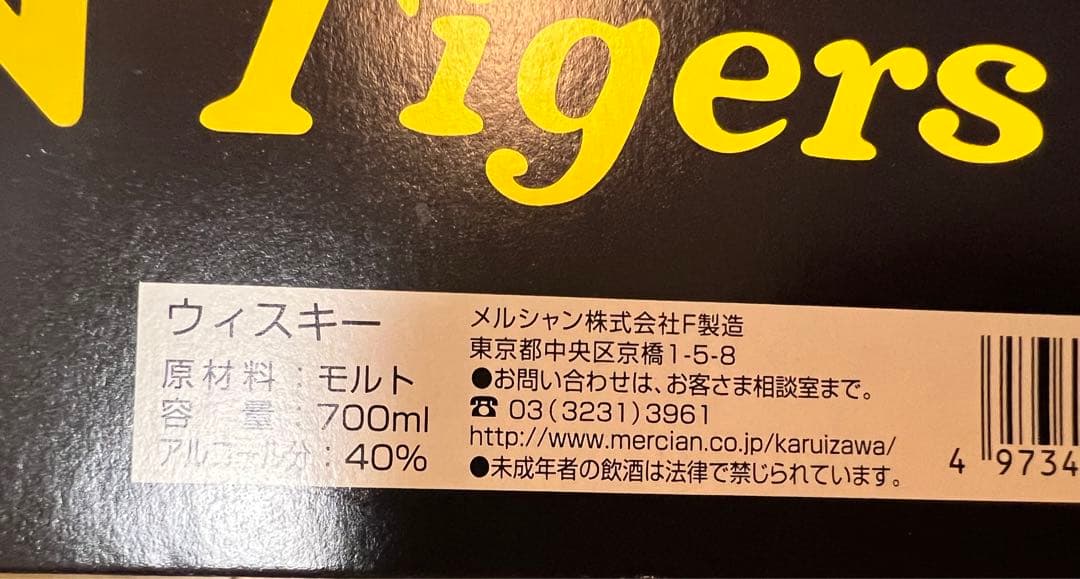 N Tigers
ウィスキー
原材料：モルト
容　量：700ml
アルコール分：40%
メルシャン株式会社F製造
東京都中央区京橋1-5-8
●お問い合わせは、お客さま相談室まで。
☎ 03(3231)3961
http://www.mercian.co.jp/karuizawa/
●未成年者の飲酒は法律で禁じられています。
4 9734